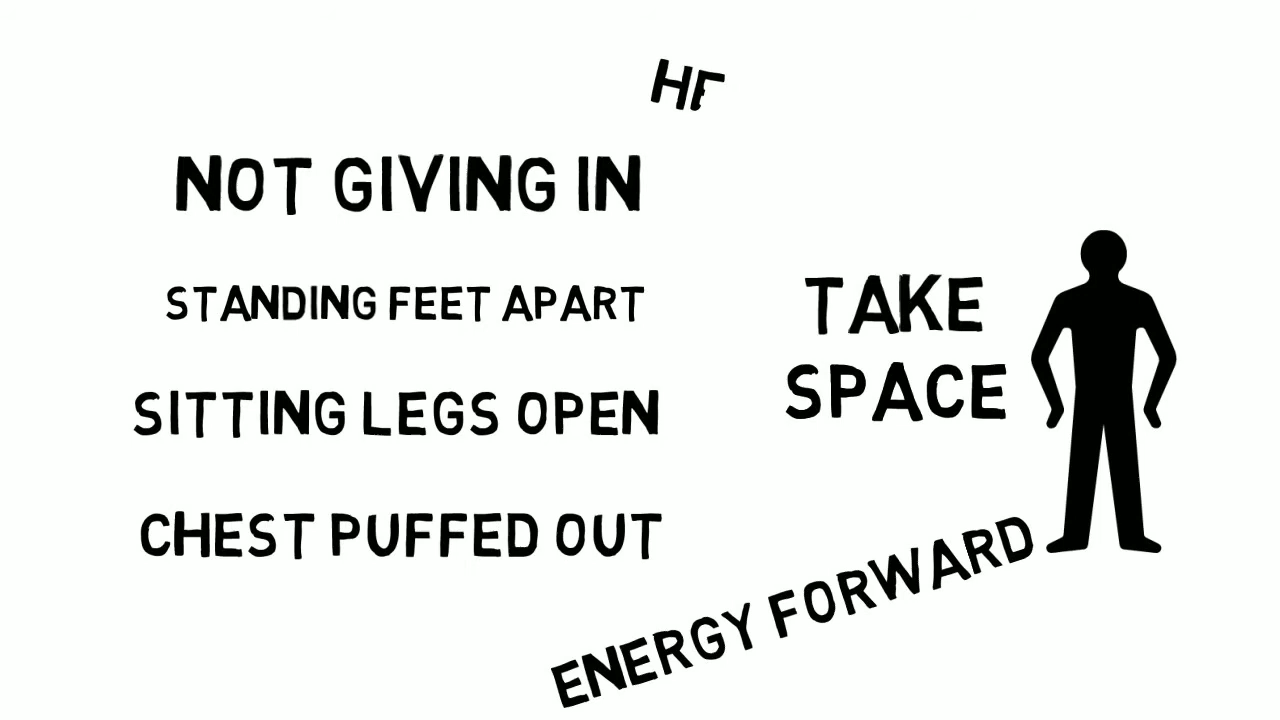 NOT GIVING IN
STANDING FEET APART
SITTING LEGS OPEN
CHEST PUFFED OUT
TAKE
SPACE
ENERGY FORWARD